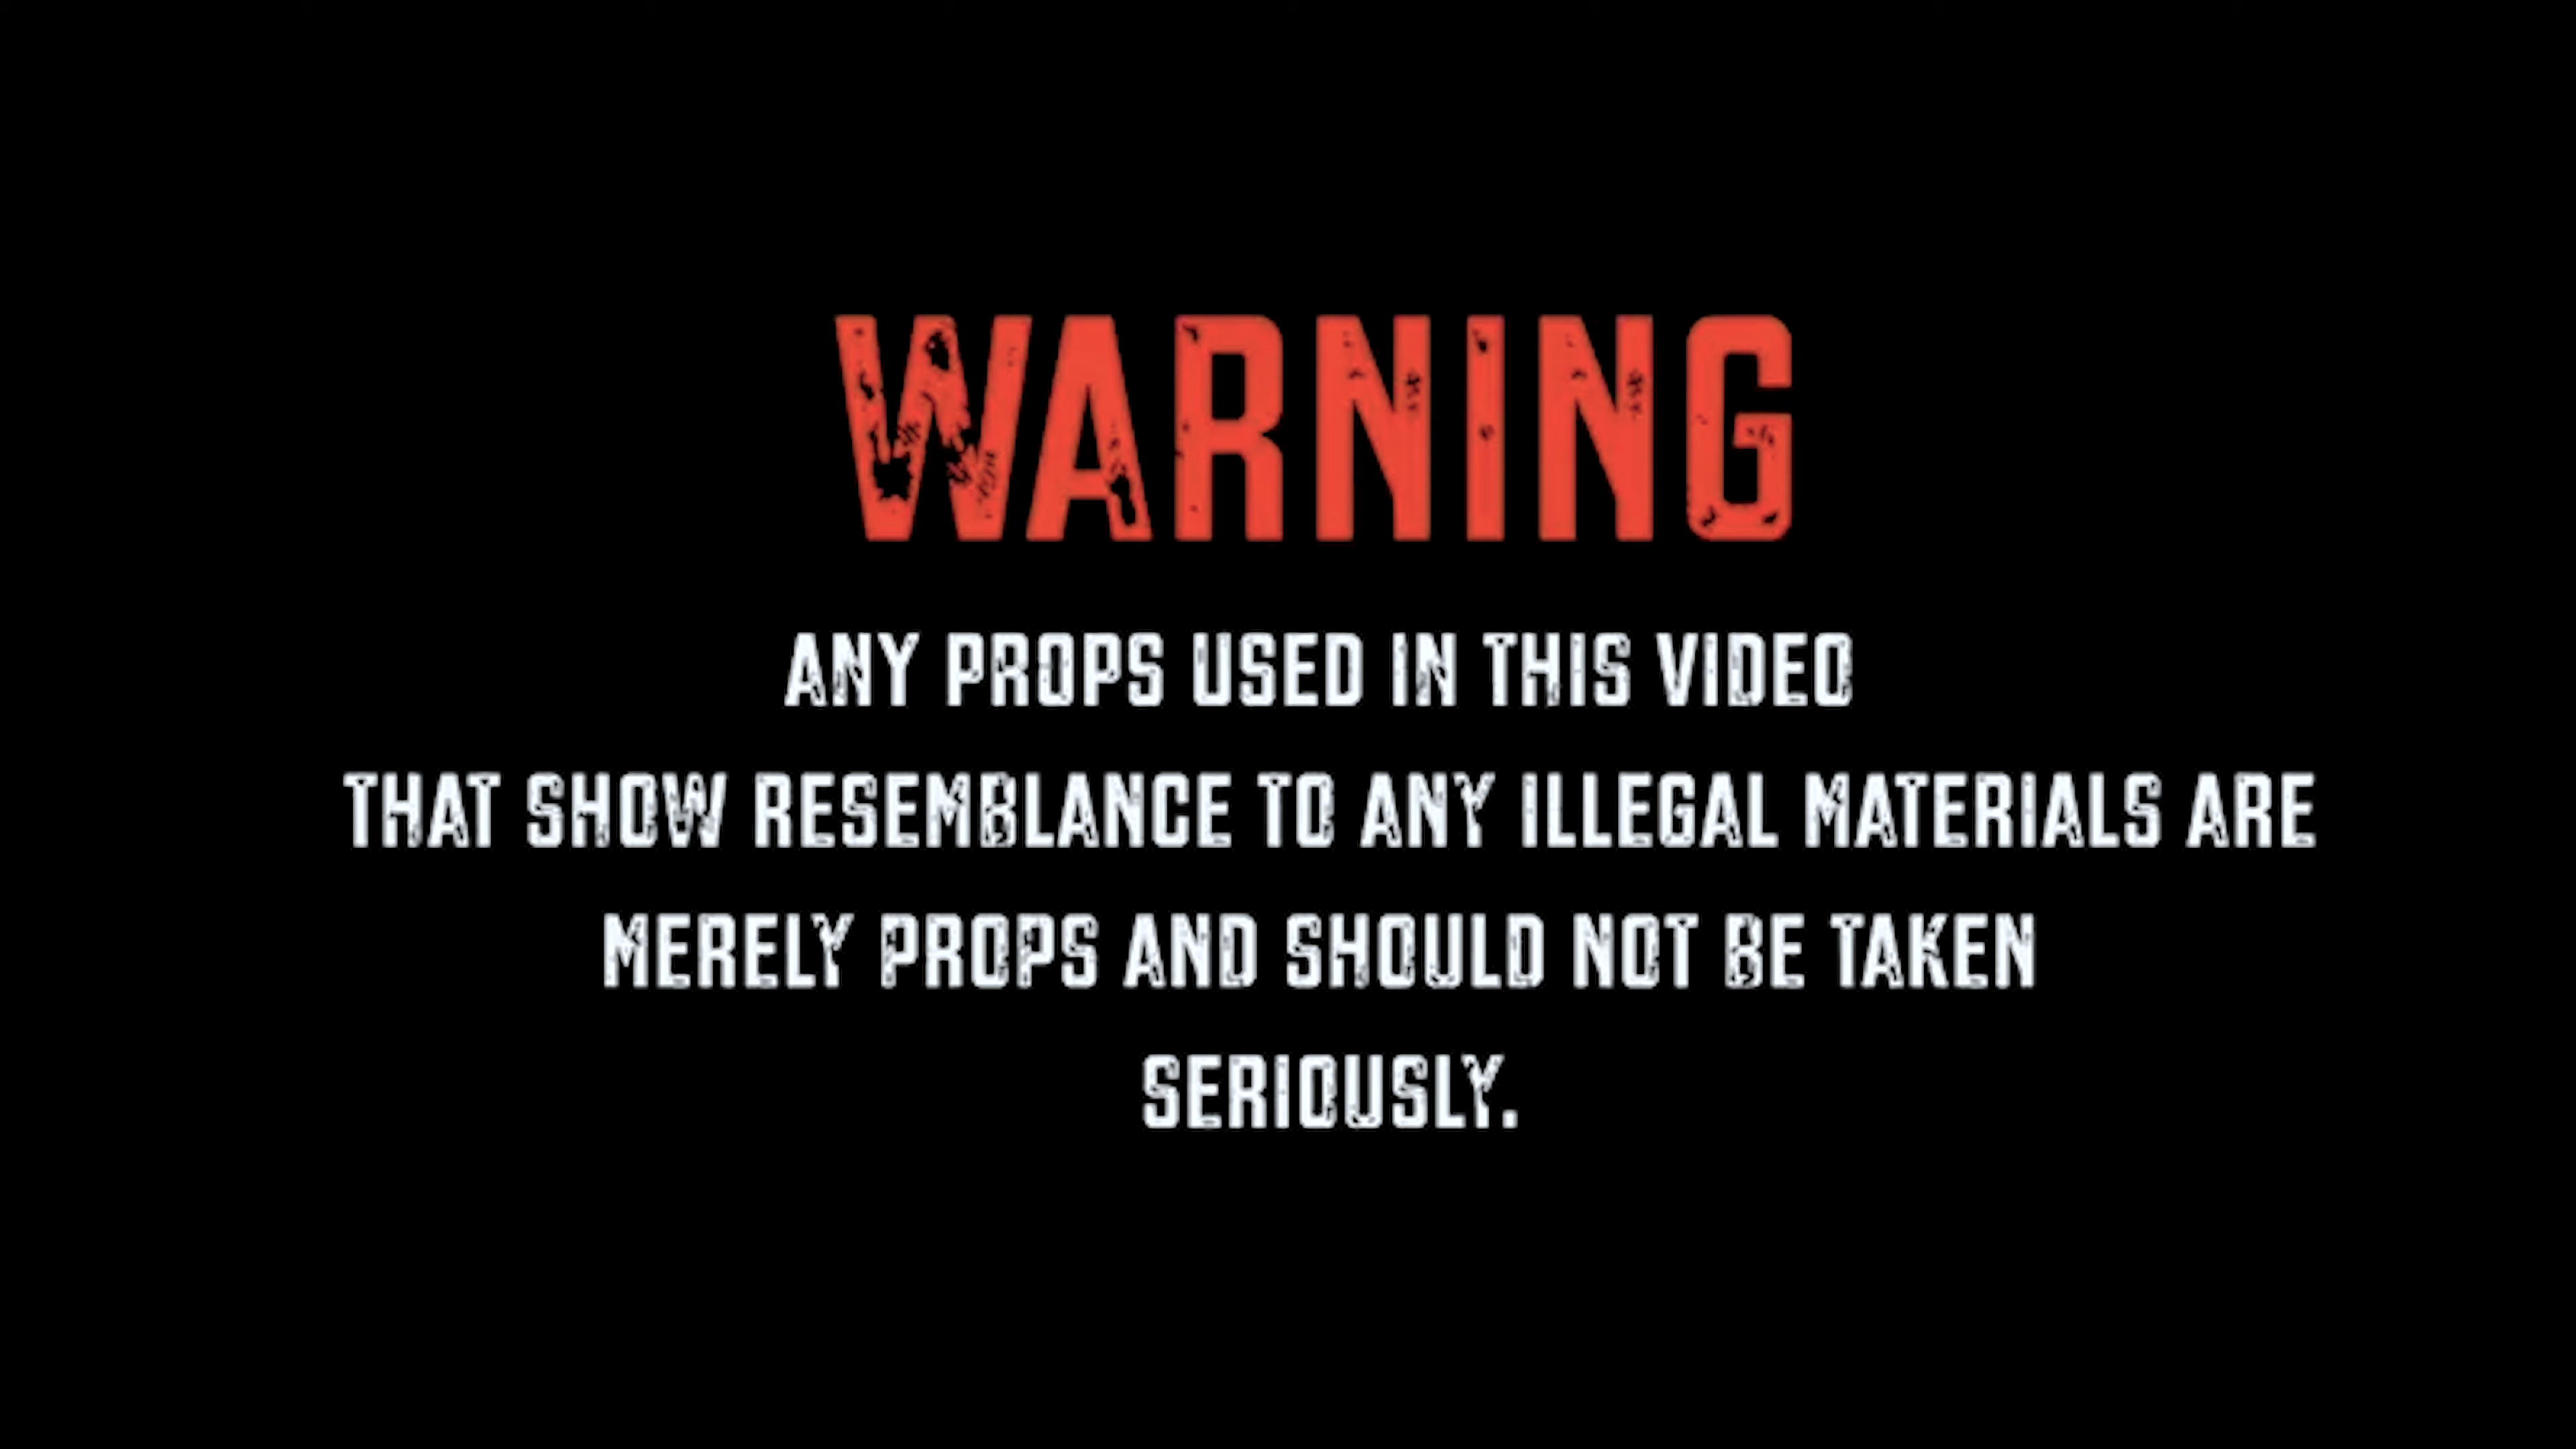 WARNING
ANY PROPS USED IN THIS VIDEO
THAT SHOW RESEMBLANCE TO ANY ILLEGAL MATERIALS ARE
MERELY PROPS AND SHOULD NOT BE TAKEN
SERIOUSLY.